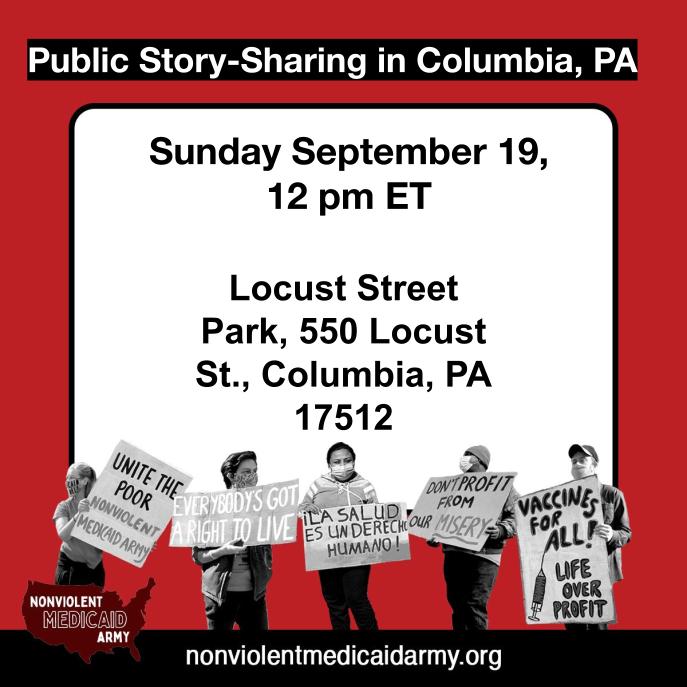 Public Story-Sharing in Columbia, PA
Sunday September 19,
12 pm ET
Locust Street
Park, 550 Locust
St., Columbia, PA
17512
UNITE THE
POOR
NONVIOLENT
MEDICAID ARMY
EVERYBODY'S GOT
A RIGHT TO LIVE
¡LA SALUD
ES UN DERECHO
HUMANO!
DON'T PROFIT
FROM
OUR MISERY
VACCINES
FOR
ALL!
LIFE
OVER
PROFIT
NONVIOLENT
MEDICAID
ARMY
nonviolentmedicaidarmy.org